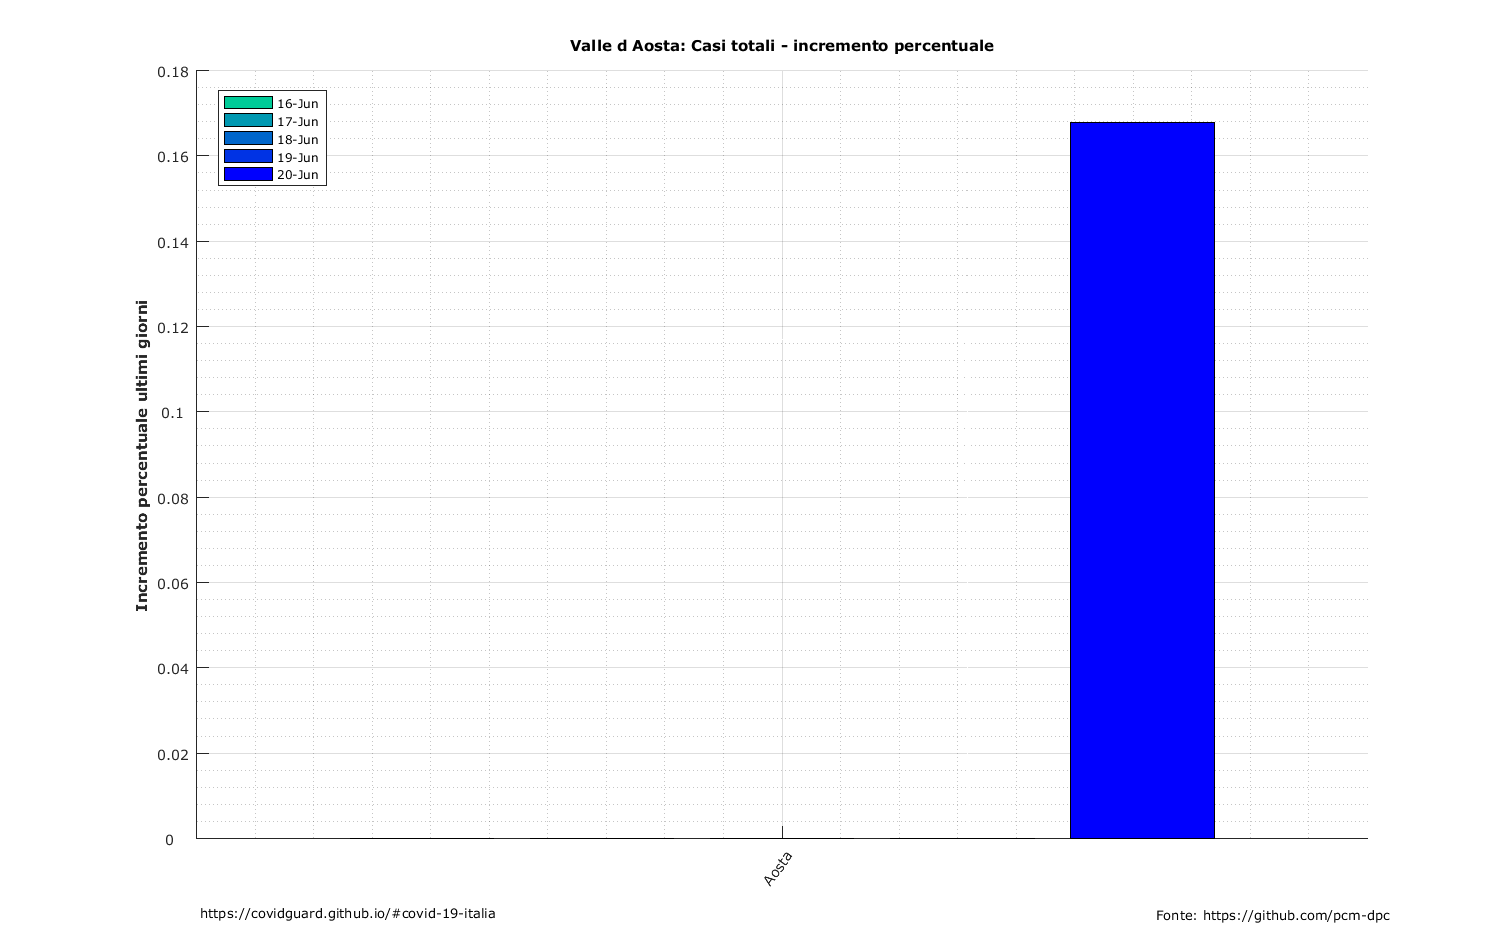 Valle d Aosta: Casi totali - incremento percentuale
0.18
0.16
0.14
0.12
0.1
0.08
0.06
0.04
0.02
0
Incremento percentuale ultimi giorni
16-Jun
17-Jun
18-Jun
19-Jun
20-Jun
Aosta
https://covidguard.github.io/#covid-19-italia
Fonte: https://github.com/pcm-dpc